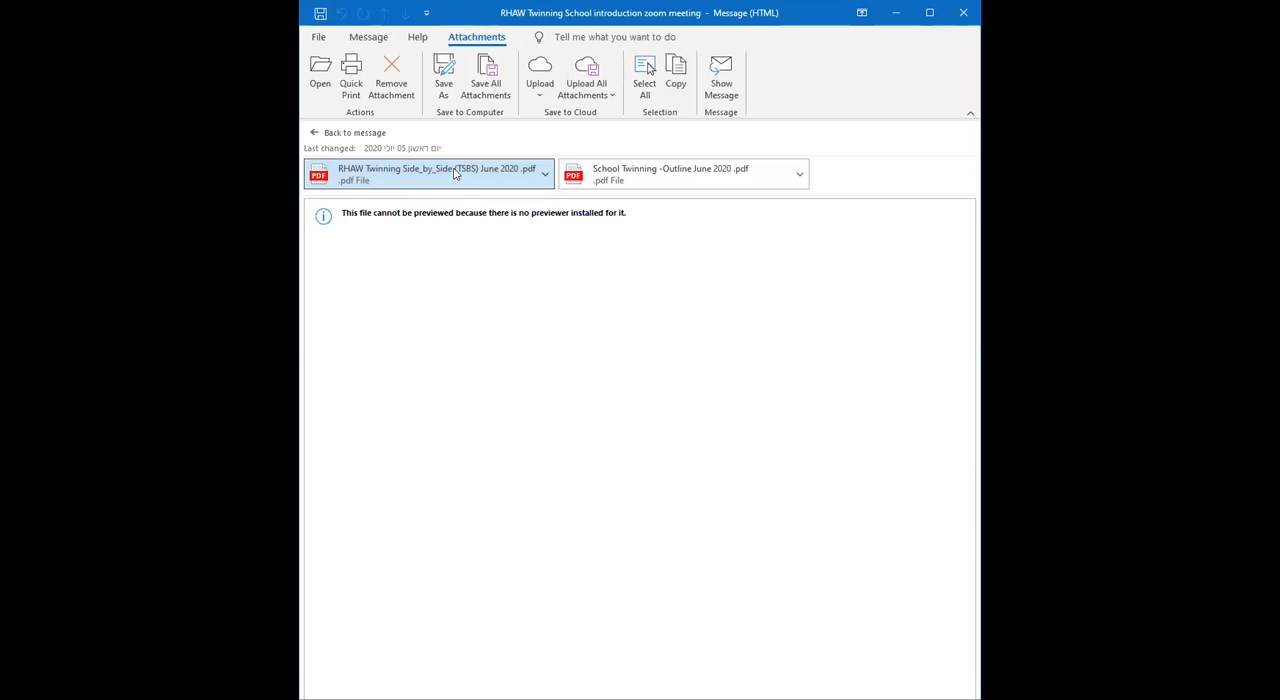 RHAW Twinning School introduction zoom meeting - Message (HTML)
File Message Help Attachments Tell me what you want to do
Open Quick Print Remove Attachment Save As Save All Attachments Upload Upload All Attachments Select All Copy Show Message
Actions Save to Computer Save to Cloud Selection Message
Back to message
Last changed: יום ראשון 05 יולי 2020
RHAW Twinning Side_by_Side (TSBS) June 2020 .pdf
.pdf File
School Twinning -Outline June 2020 .pdf
.pdf File
PDF
PDF
This file cannot be previewed because there is no previewer installed for it.